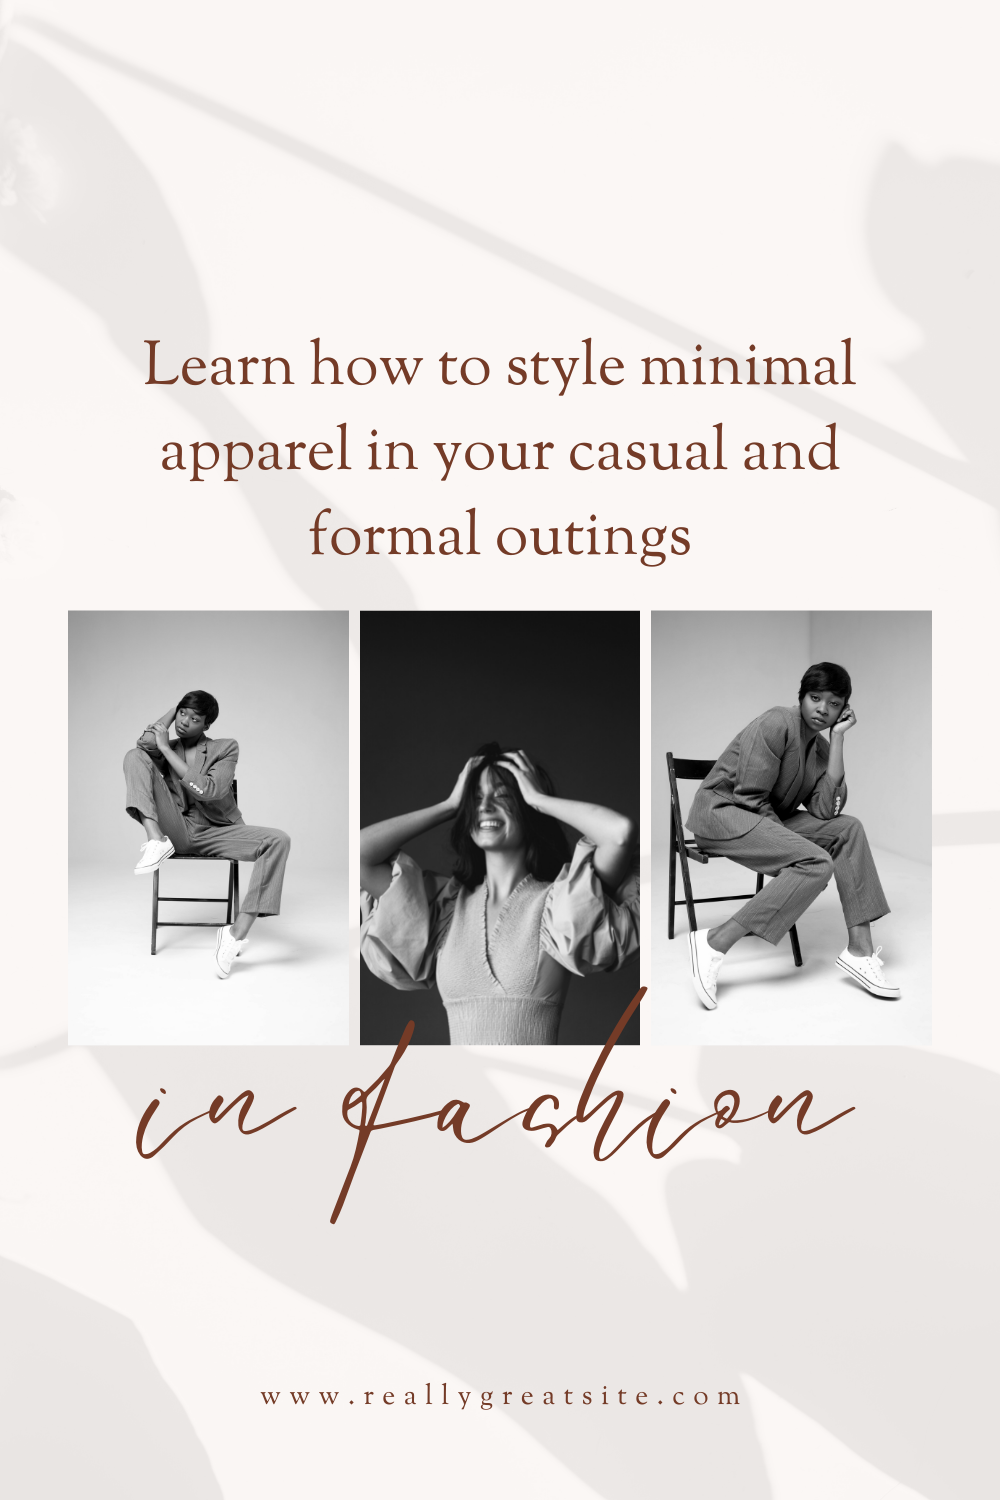 Learn how to style minimal
apparel in your casual and
formal outings
in fashion
www.reallygreatsite.com